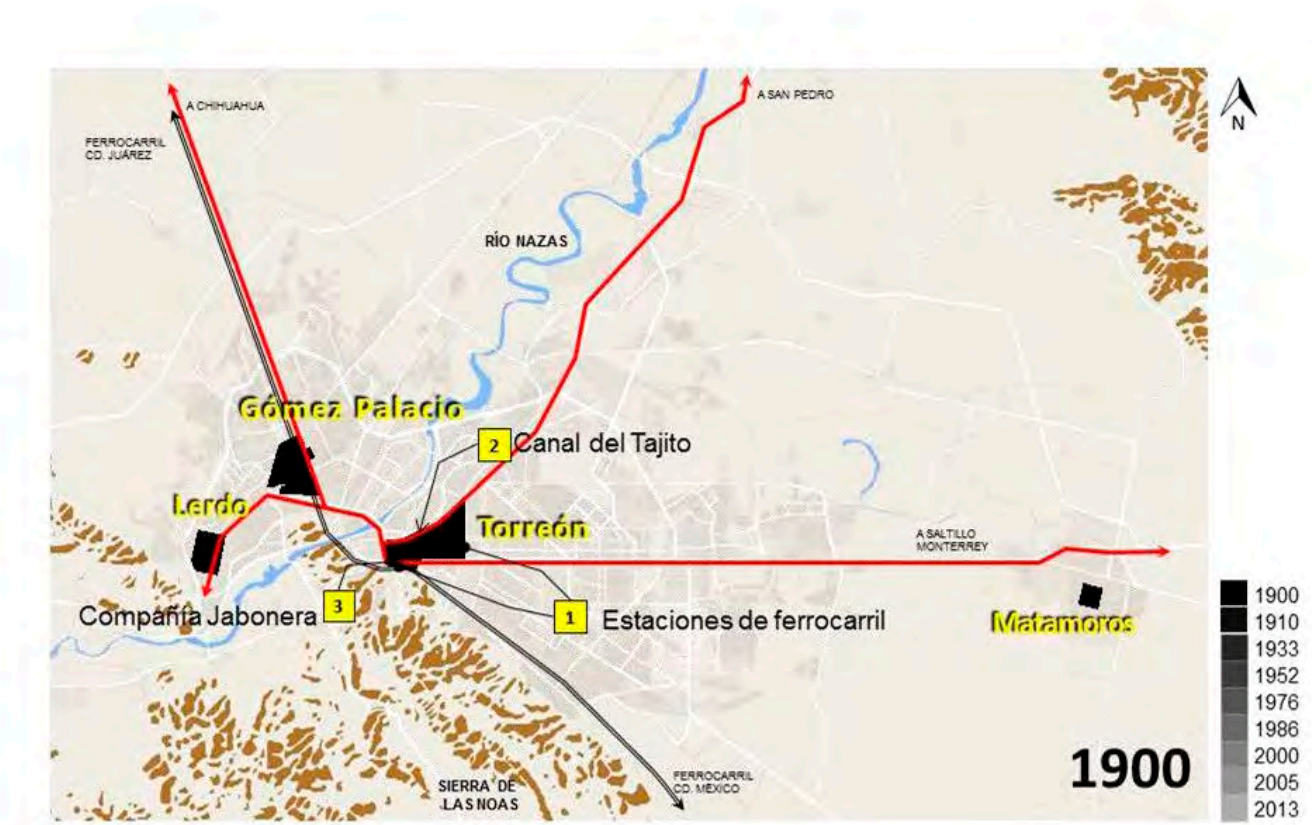 A CHIHUAHUA
A SAN PEDRO
N
FERROCARRIL
CD. JUÁREZ
RÍO NAZAS
Gómez Palacio
2 Canal del Tajito
Lerdo
Torreón
A SALTILLO
MONTERREY
Compañía Jabonera 3
1 Estaciones de ferrocarril
Matamoros
SIERRA DE
LAS NOAS
FERROCARRIL
CD. MEXICO
1900
1900
1910
1933
1952
1976
1986
2000
2005
2013